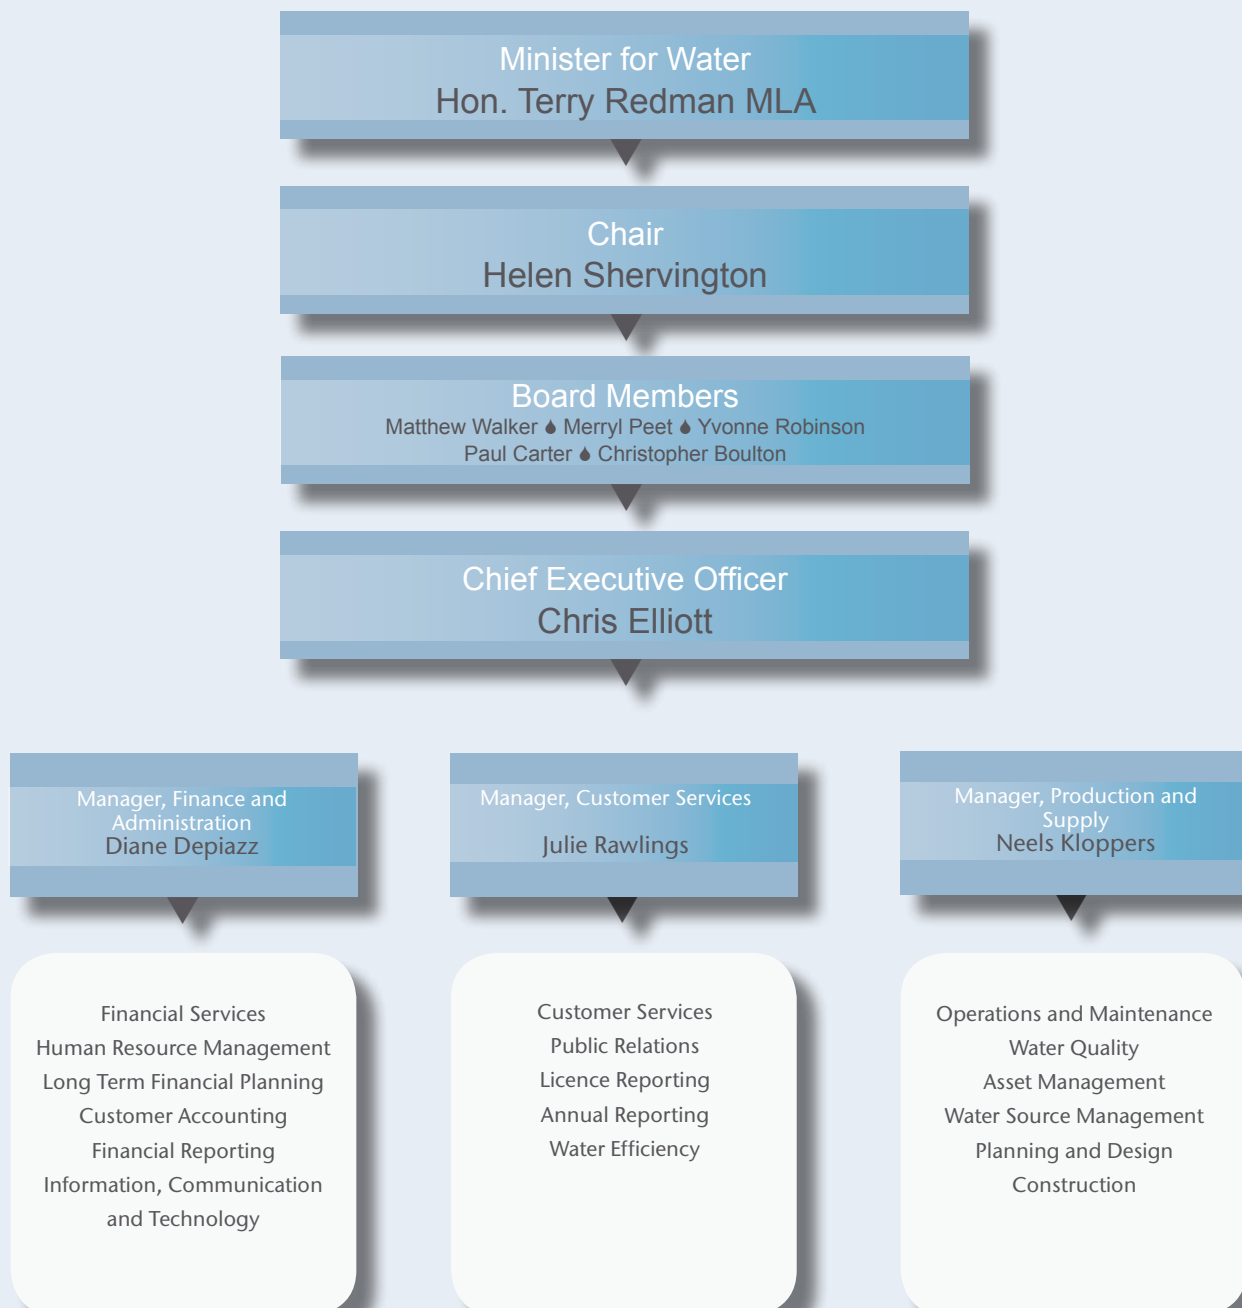 Minister for Water
Hon. Terry Redman MLA
Chair
Helen Shervington
Board Members
Matthew Walker 💧 Merryl Peet 💧 Yvonne Robinson
Paul Carter 💧 Christopher Boulton
Chief Executive Officer
Chris Elliott
Manager, Finance and
Administration
Diane Depiazz
Manager, Customer Services
Julie Rawlings
Manager, Production and
Supply
Neels Kloppers
Financial Services
Human Resource Management
Long Term Financial Planning
Customer Accounting
Financial Reporting
Information, Communication
and Technology
Customer Services
Public Relations
Licence Reporting
Annual Reporting
Water Efficiency
Operations and Maintenance
Water Quality
Asset Management
Water Source Management
Planning and Design
Construction